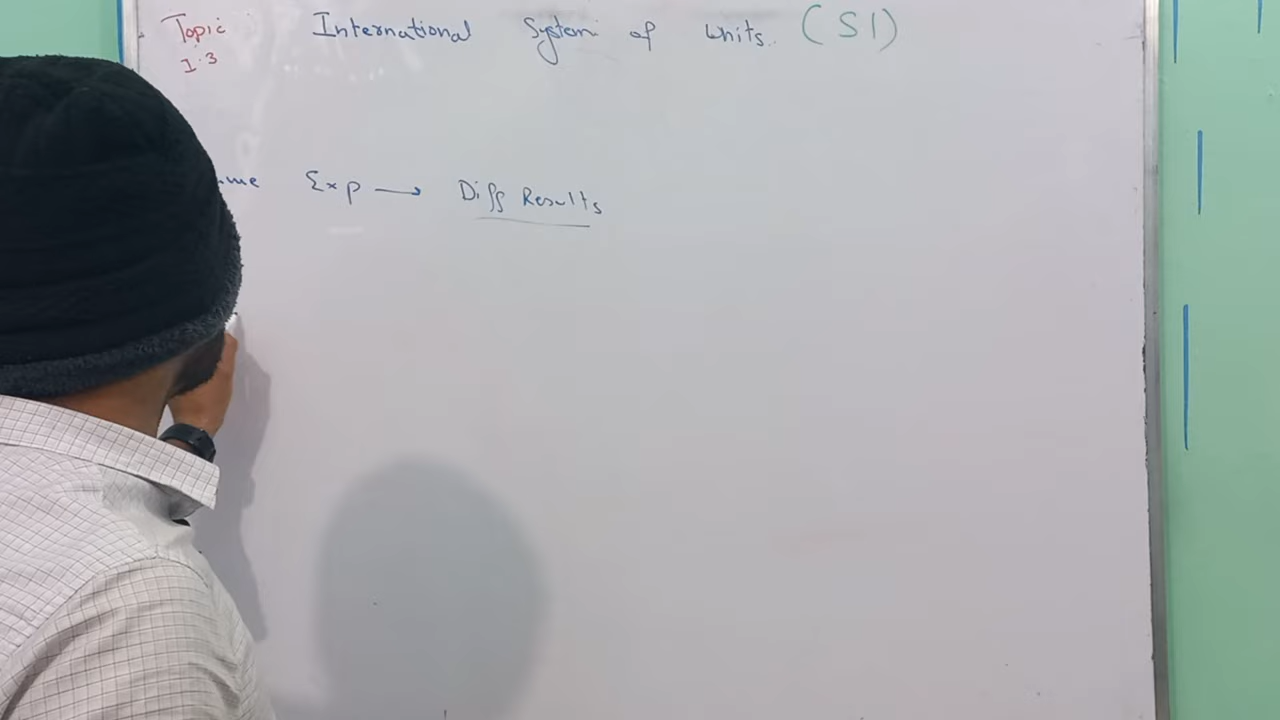 Topic International System of Units. (SI)
1.3
Exp → Diff Results